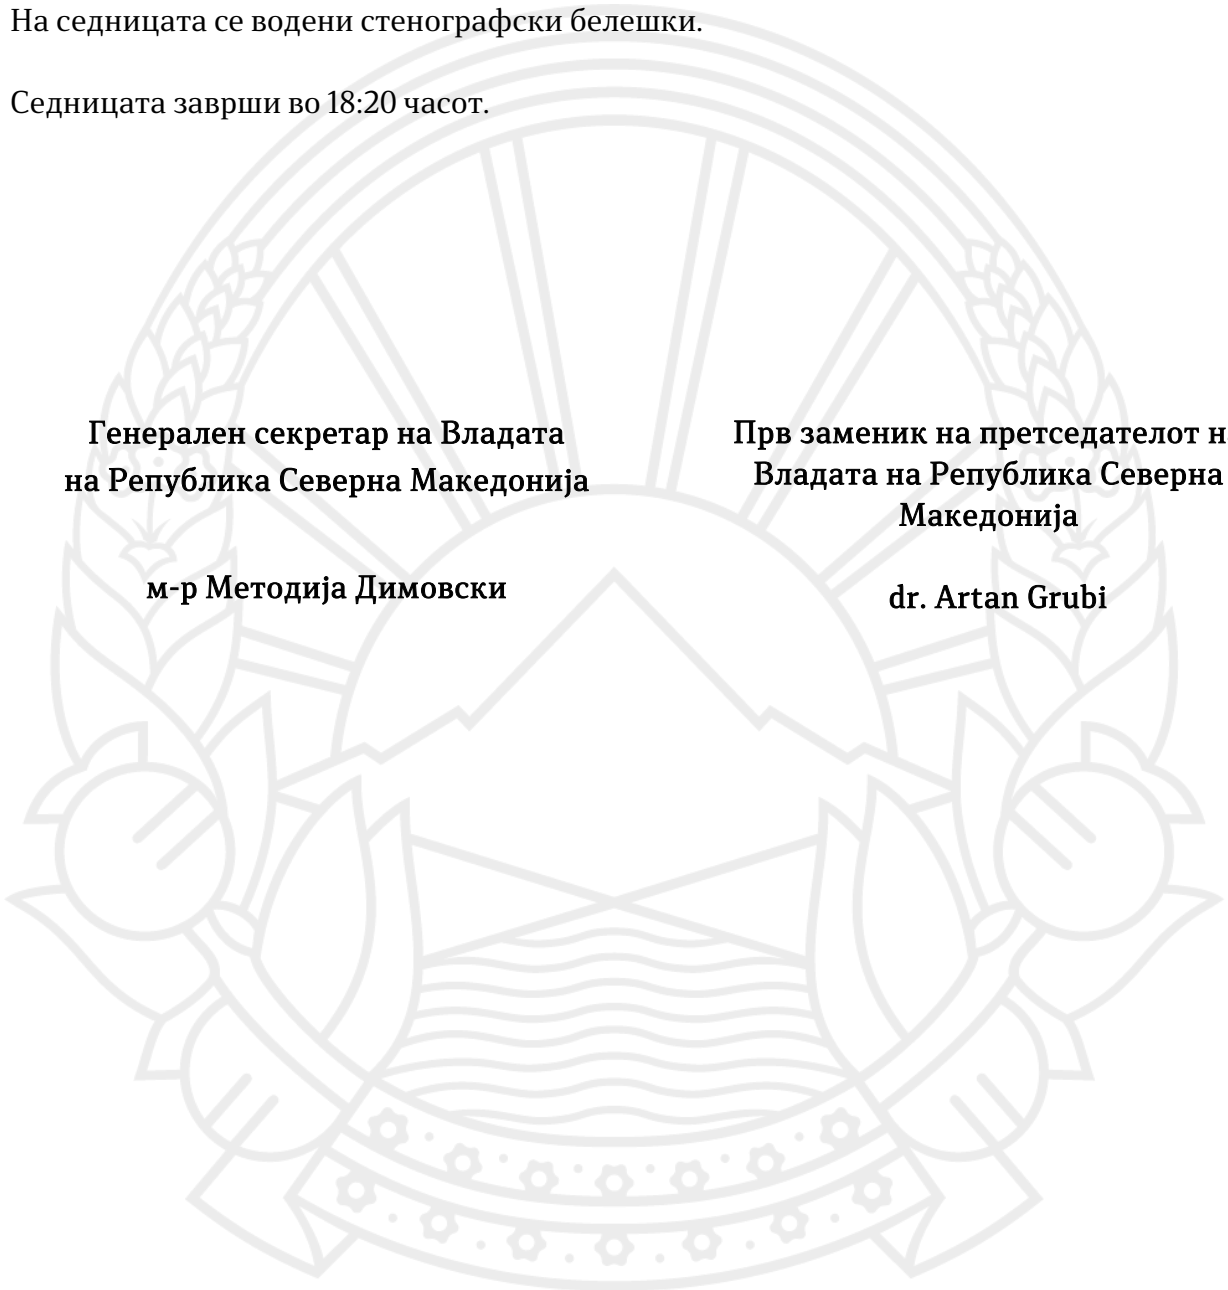 На седницата се водени стенографски белешки.
Седницата заврши во 18:20 часот.
Генерален секретар на Владата
на Република Северна Македонија
м-р Методија Димовски
Прв заменик на претседателот н
Владата на Република Северна
Македонија
dr. Artan Grubi